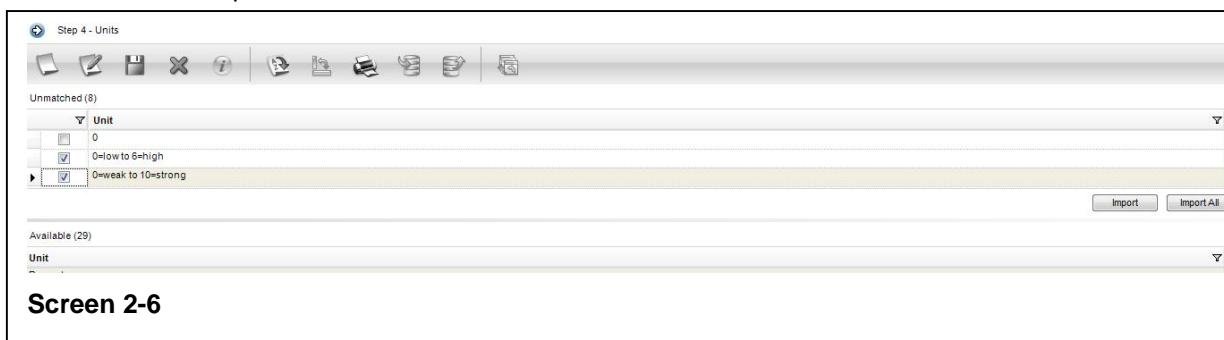 Step 4 - Units
Unmatched (8)
Unit
0
0=low to 6=high
0=weak to 10=strong
Import Import All
Available (29)
Unit
Screen 2-6